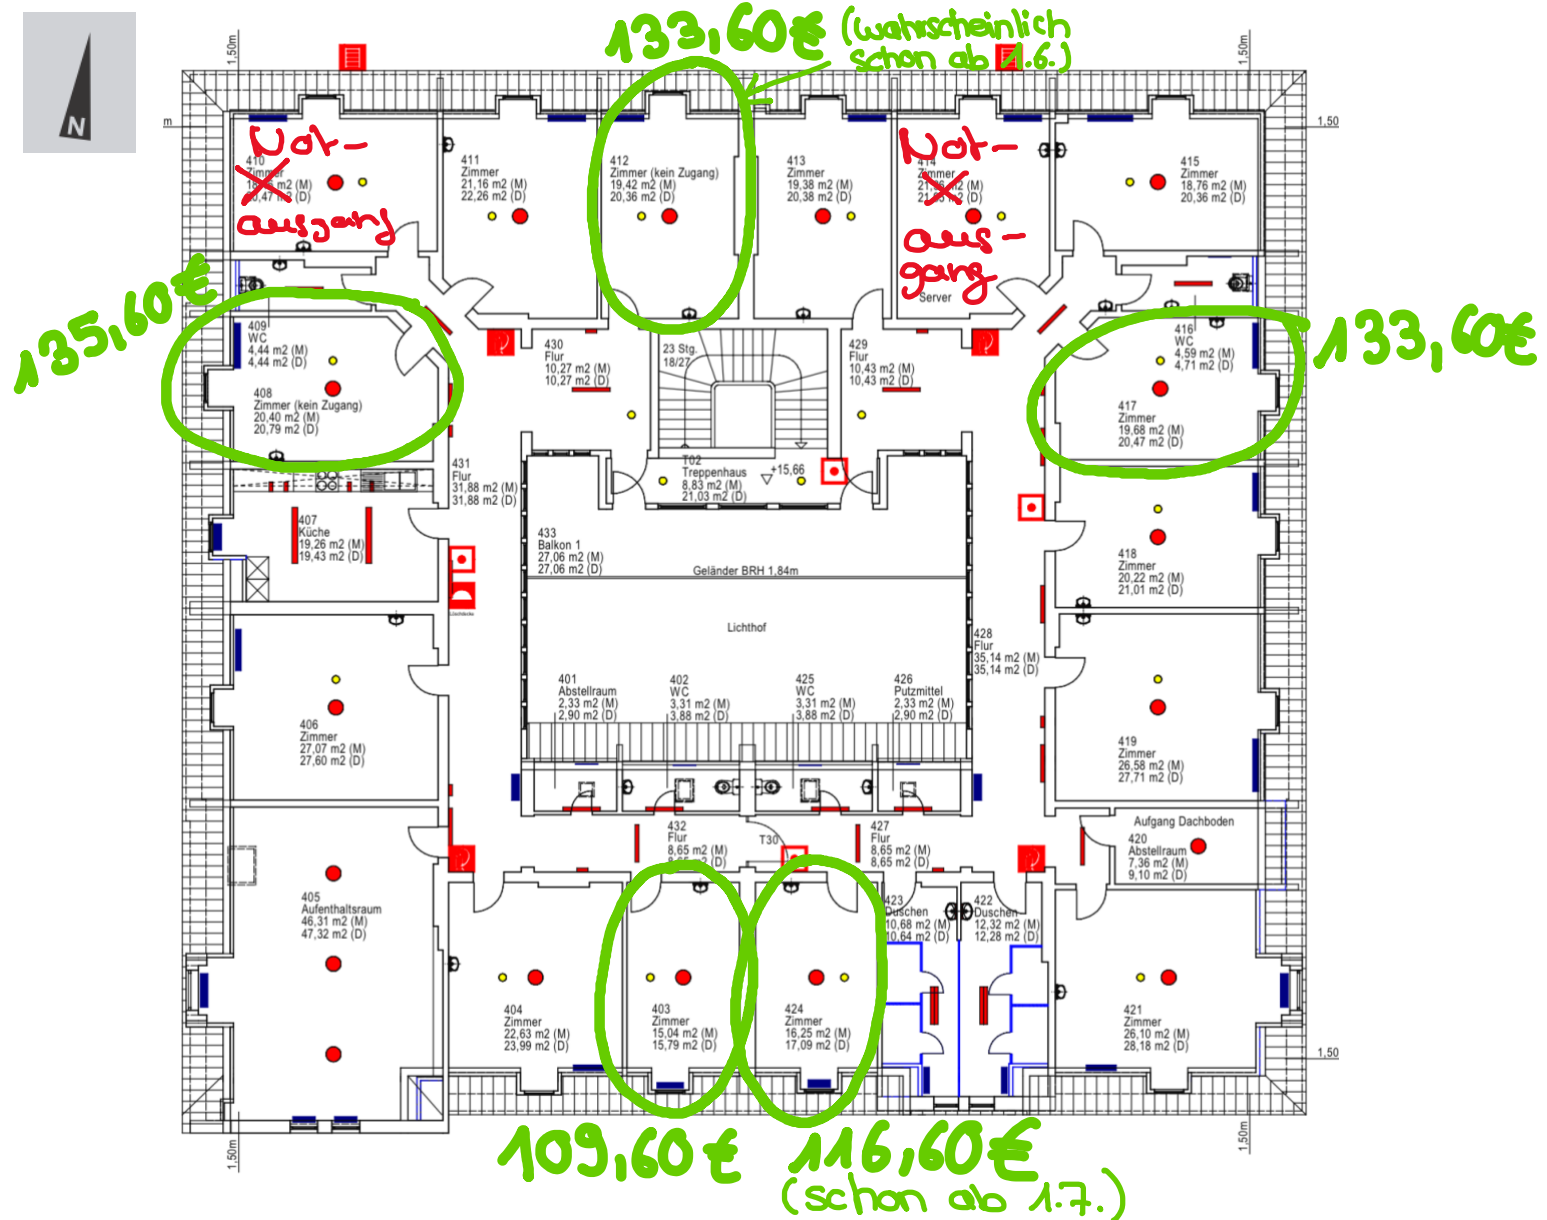 133,60€ (wahrscheinlich
schon ab 1.6.)
1,50m
1,50m
N
m
1,50
Not-
ausgang
410
Zimmer
m2 (M)
m2 (D)
411
Zimmer
21,16 m2 (M)
22,26 m2 (D)
412
Zimmer (kein Zugang)
19,42 m2 (M)
20,36 m2 (D)
413
Zimmer
19,38 m2 (M)
20,38 m2 (D)
Not-
aus-
gang
414
Zimmer
m2 (M)
m2 (D)
Server
415
Zimmer
18,76 m2 (M)
20,36 m2 (D)
135,60€
409
WC
4,44 m2 (M)
4,44 m2 (D)
408
Zimmer (kein Zugang)
20,40 m2 (M)
20,79 m2 (D)
430
Flur
10,27 m2 (M)
10,27 m2 (D)
23 Stg.
18/27
429
Flur
10,43 m2 (M)
10,43 m2 (D)
416
WC
4,59 m2 (M)
4,71 m2 (D)
417
Zimmer
19,68 m2 (M)
20,47 m2 (D)
133,60€
431
Flur
31,88 m2 (M)
31,88 m2 (D)
T02
Treppenhaus
8,83 m2 (M)
21,03 m2 (D)
+15,66
407
Küche
19,26 m2 (M)
19,43 m2 (D)
433
Balkon 1
27,06 m2 (M)
27,06 m2 (D)
Geländer BRH 1,84m
Lichthof
418
Zimmer
20,22 m2 (M)
21,01 m2 (D)
Löschdecke
428
Flur
35,14 m2 (M)
35,14 m2 (D)
401
Abstellraum
2,33 m2 (M)
2,90 m2 (D)
402
WC
3,31 m2 (M)
3,88 m2 (D)
425
WC
3,31 m2 (M)
3,88 m2 (D)
426
Putzmittel
2,33 m2 (M)
2,90 m2 (D)
406
Zimmer
27,07 m2 (M)
27,60 m2 (D)
419
Zimmer
26,58 m2 (M)
27,71 m2 (D)
432
Flur
8,65 m2 (M)
8,65 m2 (D)
T30
427
Flur
8,65 m2 (M)
8,65 m2 (D)
Aufgang Dachboden
420
Abstellraum
7,36 m2 (M)
9,10 m2 (D)
405
Aufenthaltsraum
46,31 m2 (M)
47,32 m2 (D)
423
Duschen
10,68 m2 (M)
10,64 m2 (D)
422
Duschen
12,32 m2 (M)
12,28 m2 (D)
404
Zimmer
22,63 m2 (M)
23,99 m2 (D)
403
Zimmer
15,04 m2 (M)
15,79 m2 (D)
424
Zimmer
16,25 m2 (M)
17,09 m2 (D)
421
Zimmer
26,10 m2 (M)
28,18 m2 (D)
1,50
1,50m
1,50m
109,60€
116,60€
(schon ab 1.7.)